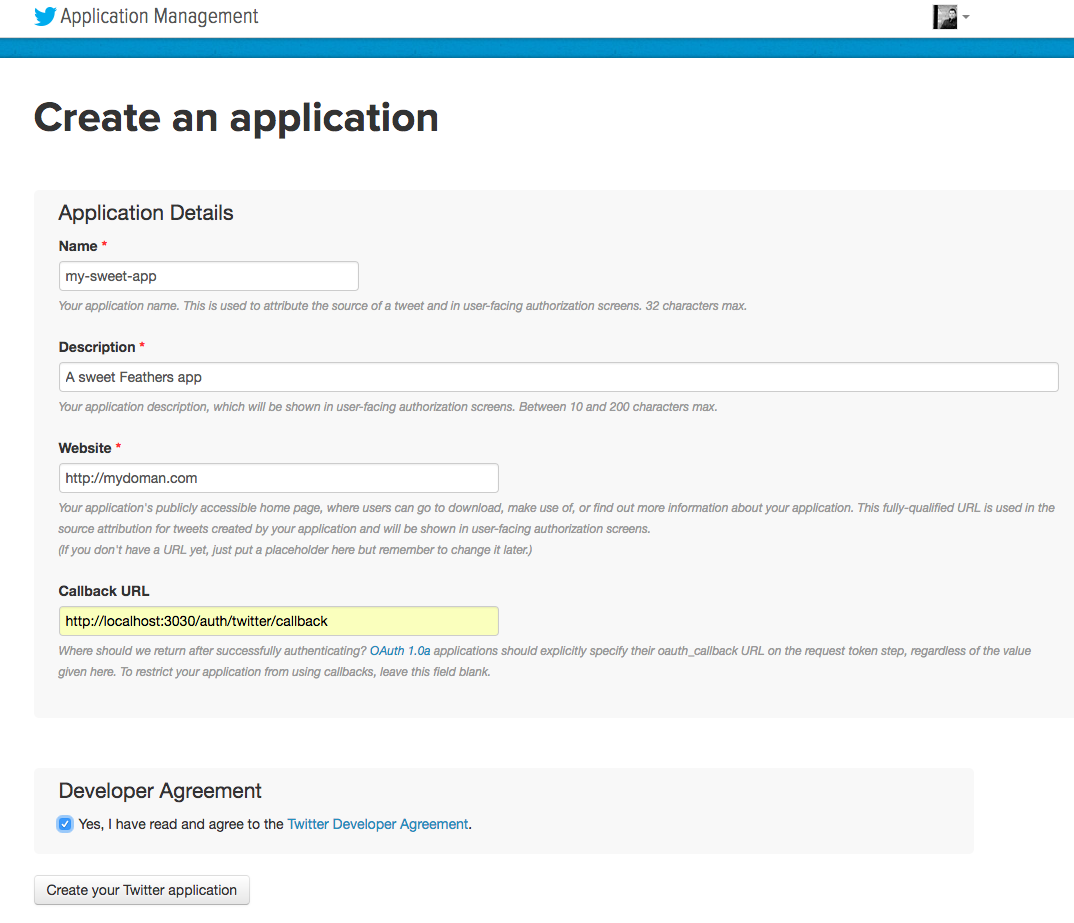 Application Management
Create an application
Application Details
Name *
my-sweet-app
Your application name. This is used to attribute the source of a tweet and in user-facing authorization screens. 32 characters max.
Description *
A sweet Feathers app
Your application description, which will be shown in user-facing authorization screens. Between 10 and 200 characters max.
Website *
http://mydoman.com
Your application's publicly accessible home page, where users can go to download, make use of, or find out more information about your application. This fully-qualified URL is used in the
source attribution for tweets created by your application and will be shown in user-facing authorization screens.
(If you don't have a URL yet, just put a placeholder here but remember to change it later.)
Callback URL
http://localhost:3030/auth/twitter/callback
Where should we return after successfully authenticating? OAuth 1.0a applications should explicitly specify their oauth_callback URL on the request token step, regardless of the value
given here. To restrict your application from using callbacks, leave this field blank.
Developer Agreement
Yes, I have read and agree to the Twitter Developer Agreement.
Create your Twitter application